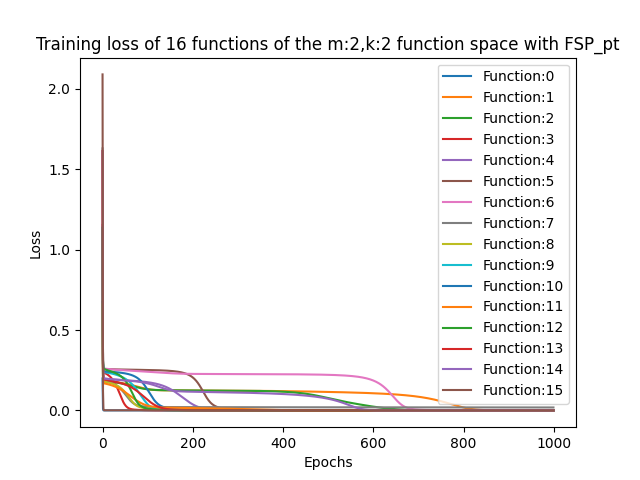 Training loss of 16 functions of the m:2,k:2 function space with FSP_pt
Loss
2.0
1.5
1.0
0.5
0.0
Function:0
Function:1
Function:2
Function:3
Function:4
Function:5
Function:6
Function:7
Function:8
Function:9
Function:10
Function:11
Function:12
Function:13
Function:14
Function:15
0
200
400
600
800
1000
Epochs